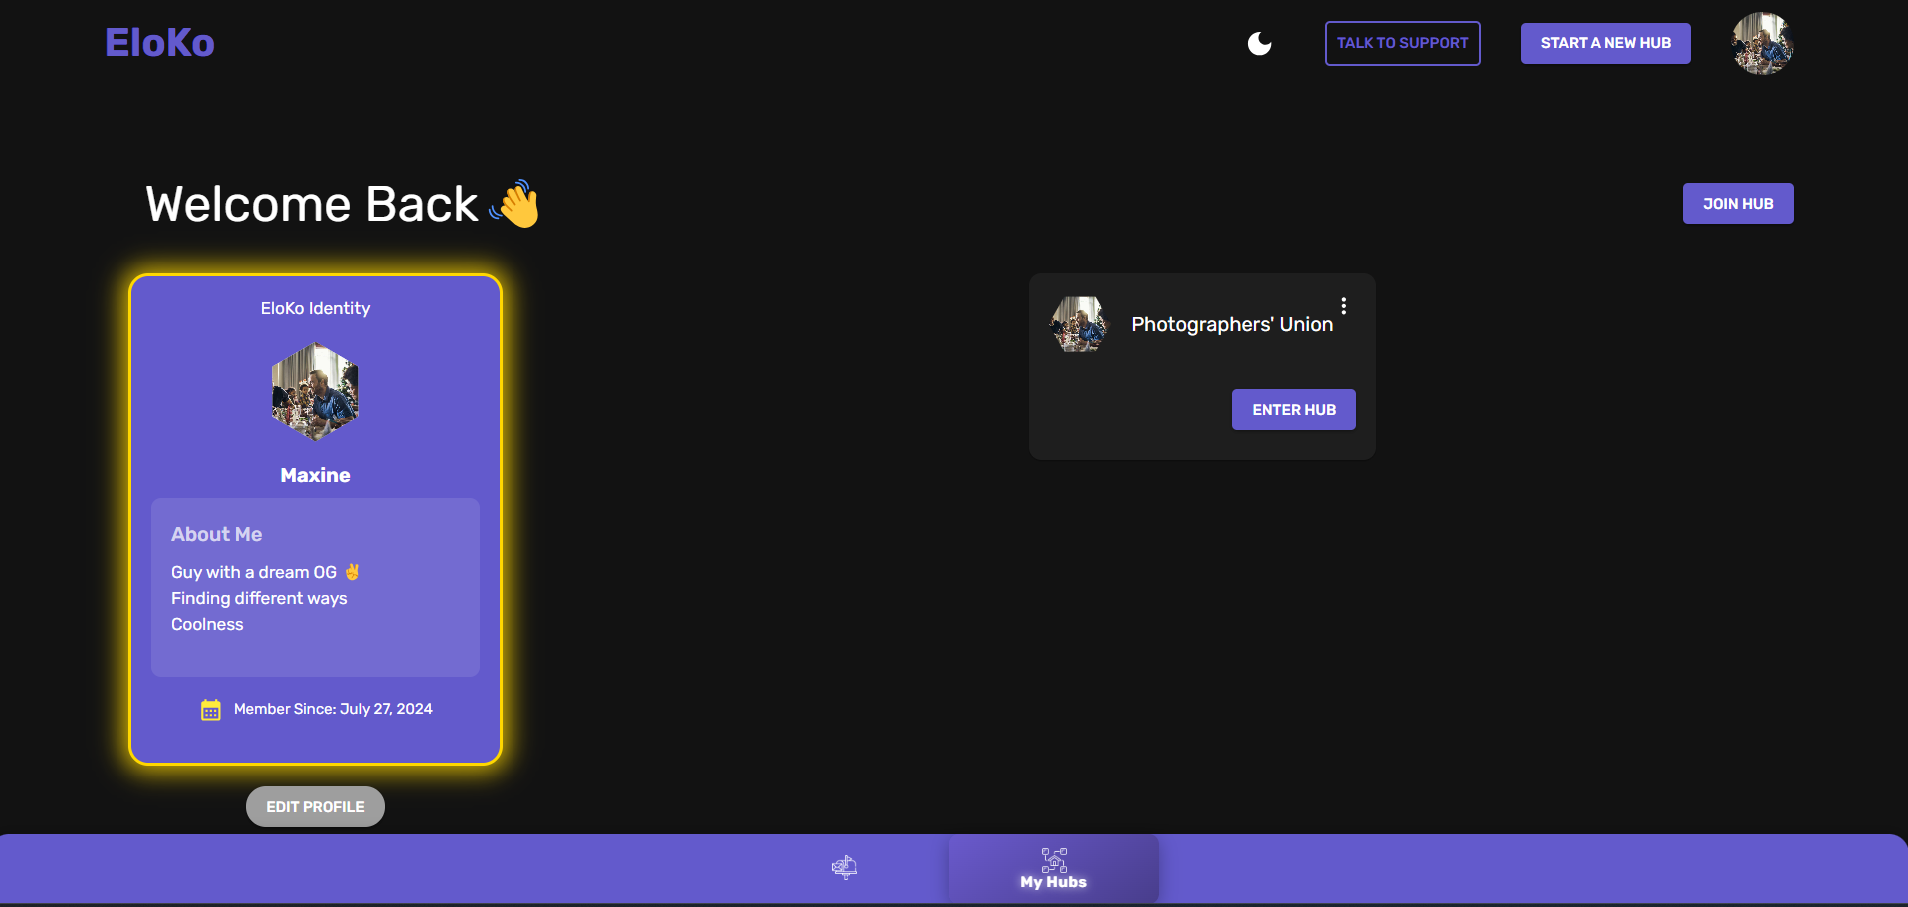 EloKo
TALK TO SUPPORT
START A NEW HUB
Welcome Back 👋
JOIN HUB
EloKo Identity
Maxine
About Me
Guy with a dream OG ✌️
Finding different ways
Coolness
Member Since: July 27, 2024
EDIT PROFILE
Photographers' Union
ENTER HUB
My Hubs